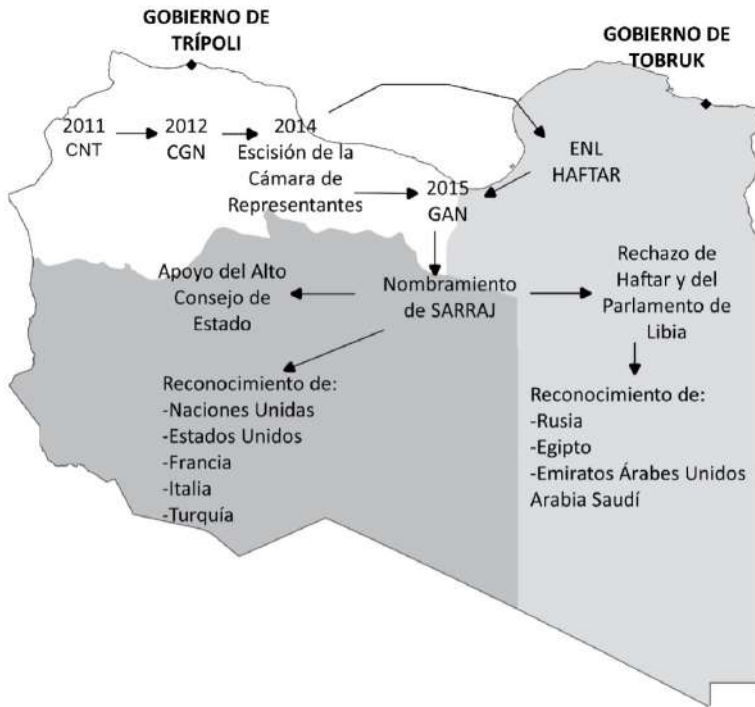 GOBIERNO DE
TRÍPOLI
GOBIERNO DE
TOBRUK
2011
CNT
2012
CGN
2014
Escisión de la
Cámara de
Representantes
2015
GAN
ENL
HAFTAR
Apoyo del Alto
Consejo de
Estado
Nombramiento
de SARRAJ
Rechazo de
Haftar y del
Parlamento de
Libia
Reconocimiento de:
-Naciones Unidas
-Estados Unidos
-Francia
-Italia
-Turquía
Reconocimiento de:
-Rusia
-Egipto
-Emiratos Árabes Unidos
Arabia Saudí